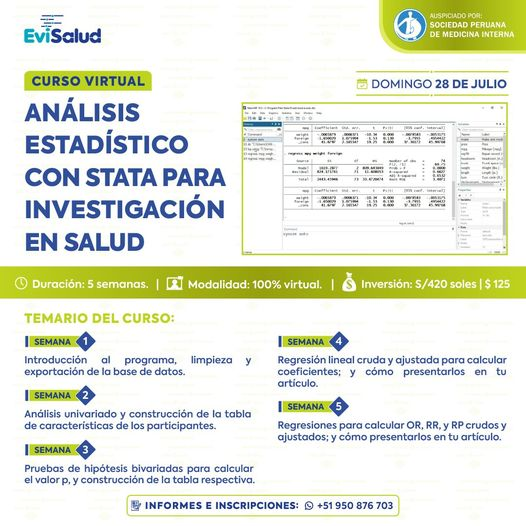 EviSalud
AUSPICIADO POR:
SOCIEDAD PERUANA
DE MEDICINA INTERNA
CURSO VIRTUAL
DOMINGO 28 DE JULIO
ANÁLISIS
ESTADÍSTICO
CON STATA PARA
INVESTIGACIÓN
EN SALUD
Duración: 5 semanas. | Modalidad: 100% virtual. | Inversión: S/420 soles | $ 125
TEMARIO DEL CURSO:
SEMANA 1
Introducción al programa, limpieza y
exportación de la base de datos.
SEMANA 2
Análisis univariado y construcción de la tabla
de características de los participantes.
SEMANA 3
Pruebas de hipótesis bivariadas para calcular
el valor p, y construcción de la tabla respectiva.
SEMANA 4
Regresión lineal cruda y ajustada para calcular
coeficientes; y cómo presentarlos en tu
artículo.
SEMANA 5
Regresiones para calcular OR, RR, y RP crudos y
ajustados; y cómo presentarlos en tu artículo.
INFORMES E INSCRIPCIONES: +51 950 876 703